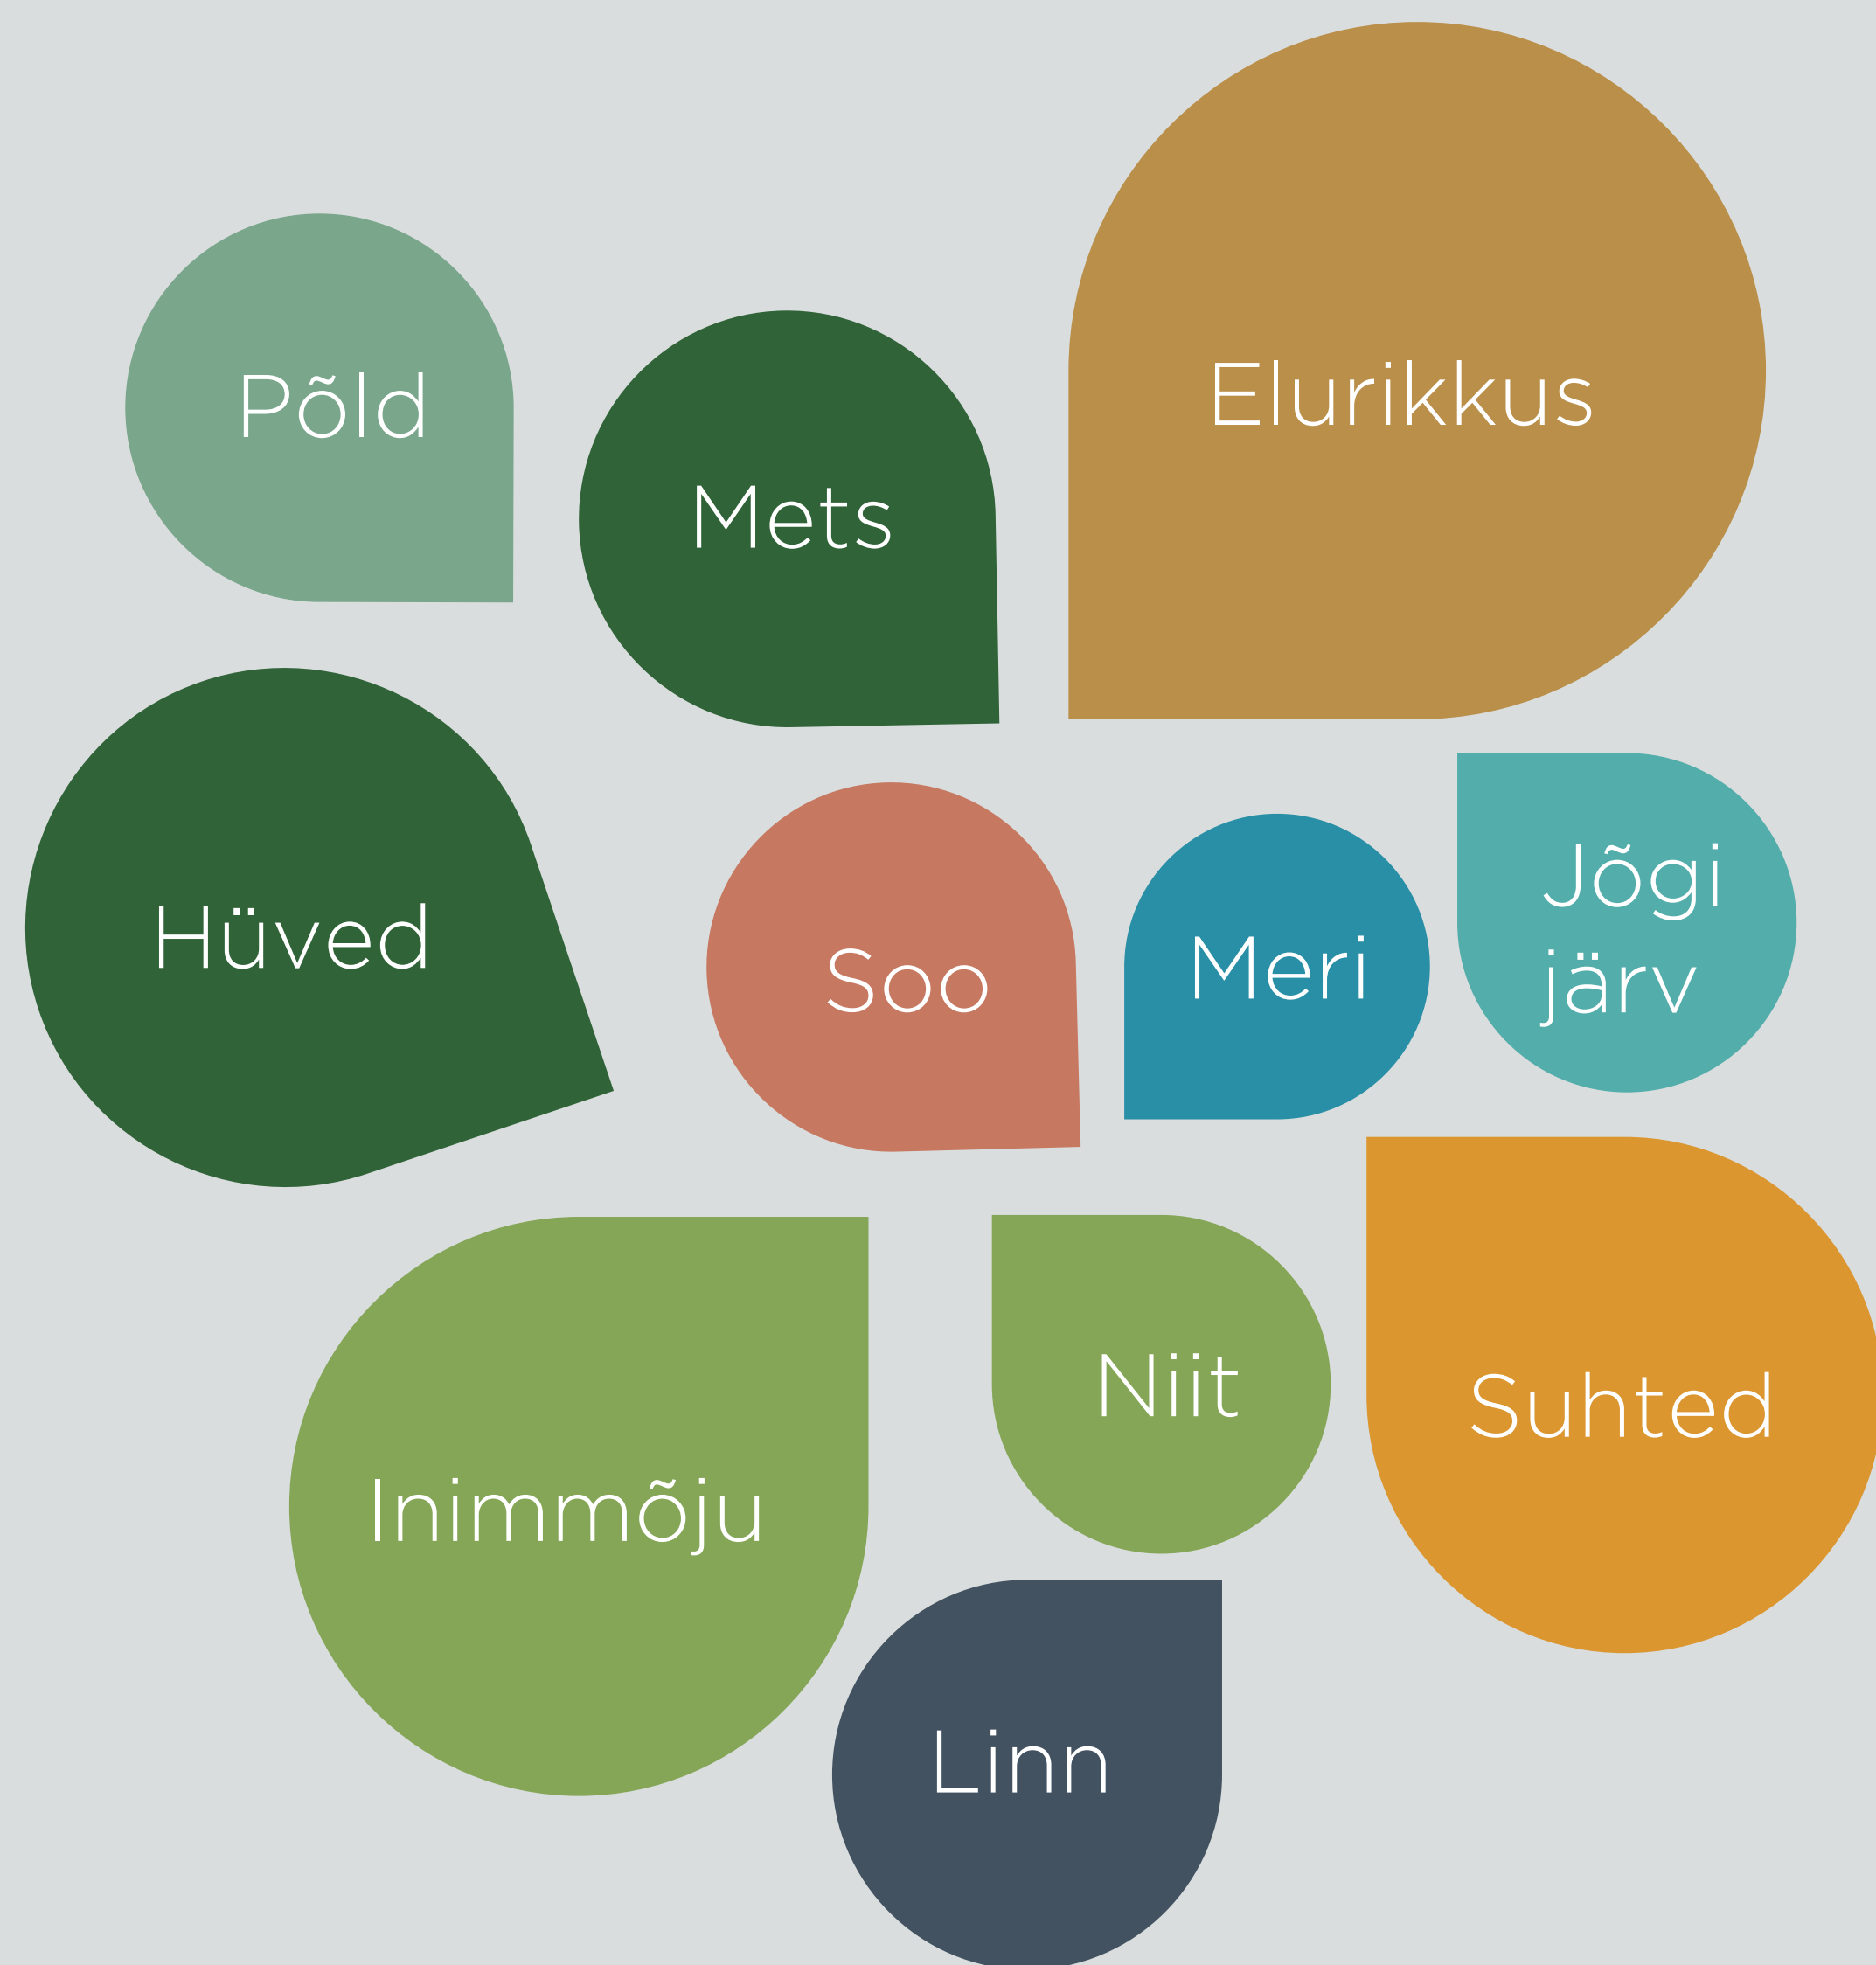 Elurikkus
Põld
Mets
Hüved
Soo
Meri
Jõgi
järv
Niit
Suhted
Inimmõju
Linn